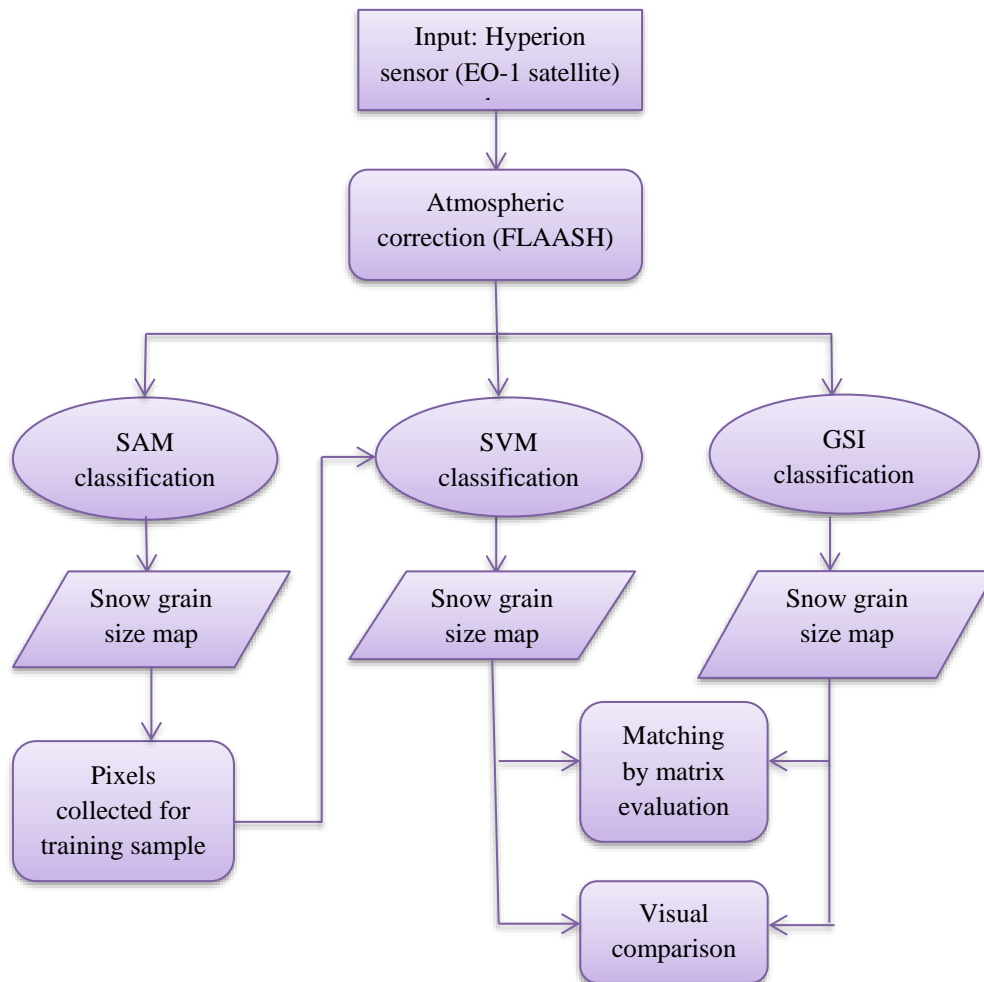 Input: Hyperion
sensor (EO-1 satellite)
Atmospheric
correction (FLAASH)
SAM
classification
SVM
classification
GSI
classification
Snow grain
size map
Snow grain
size map
Snow grain
size map
Pixels
collected for
training sample
Matching
by matrix
evaluation
Visual
comparison